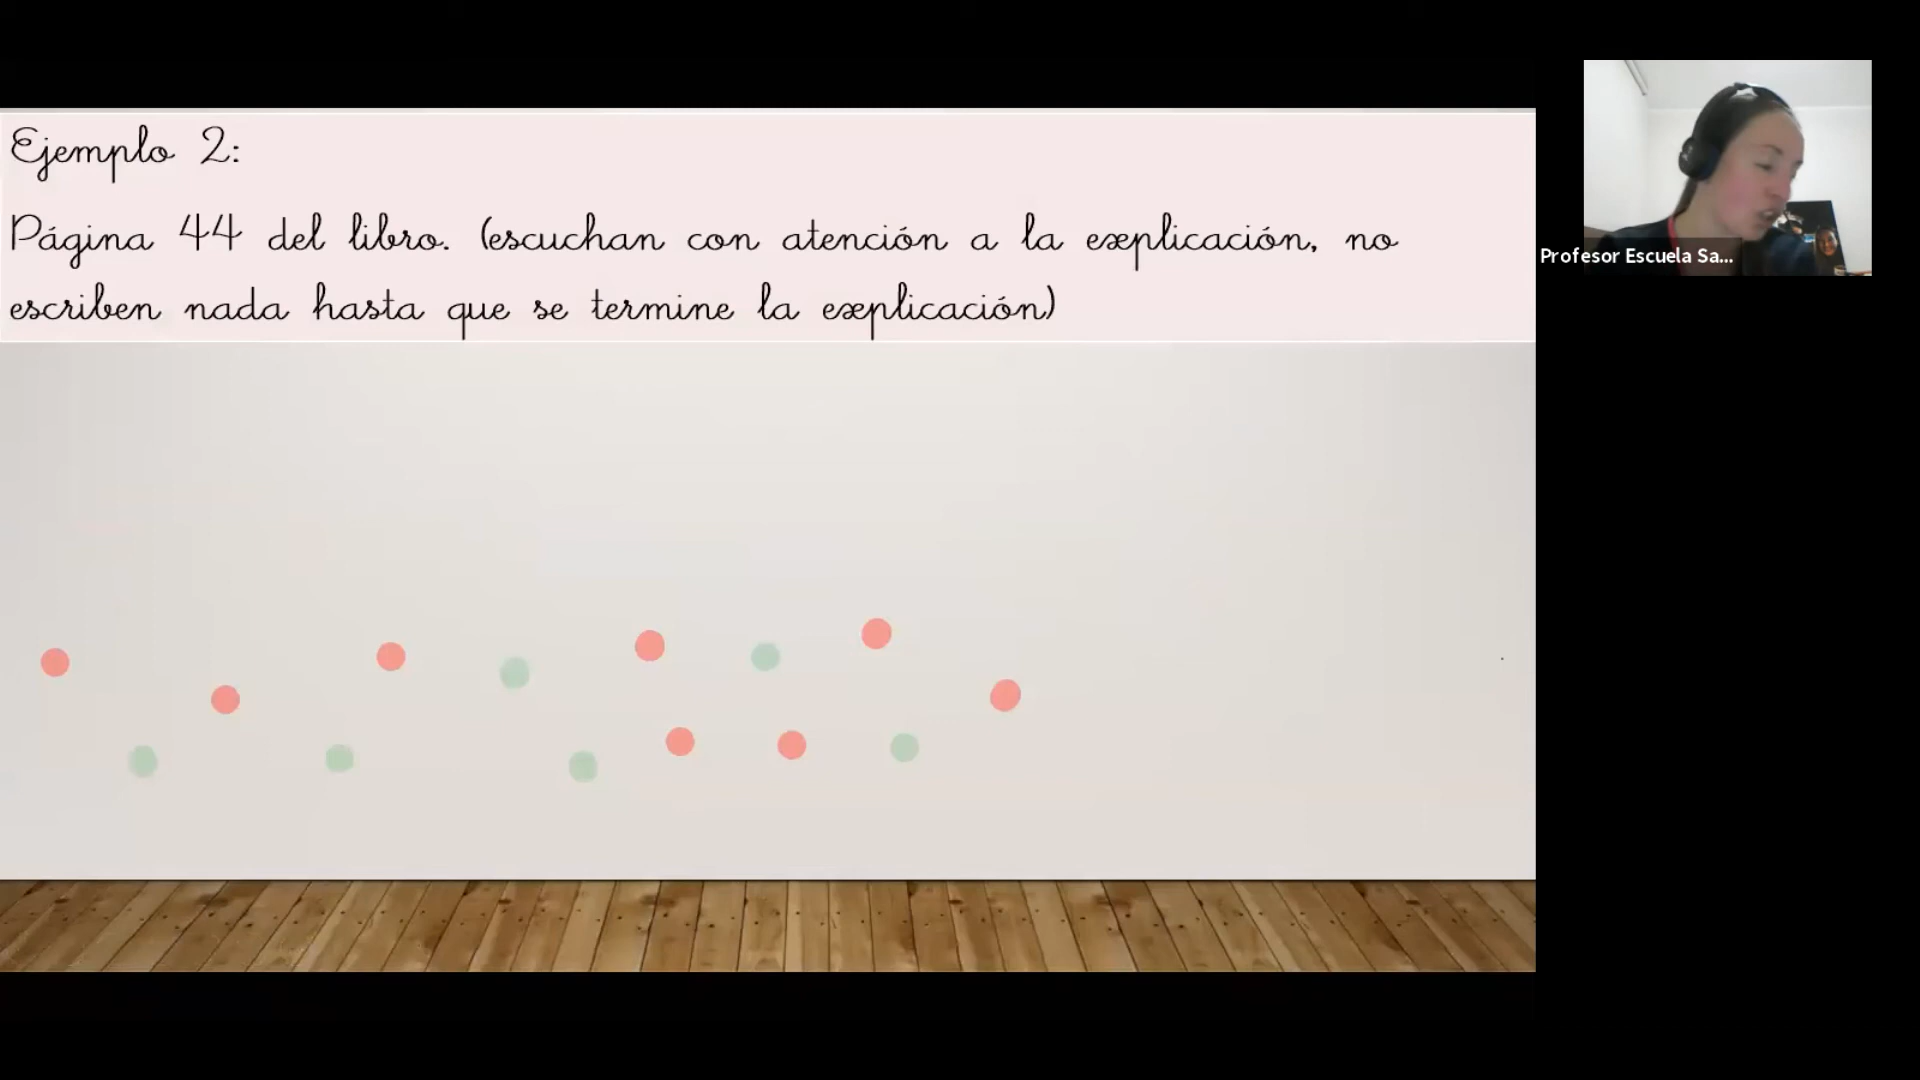 Ejemplo 2:
Página 44 del libro. (escuchan con atención a la explicación, no
escriben nada hasta que se termine la explicación)
Profesor Escuela Sa...